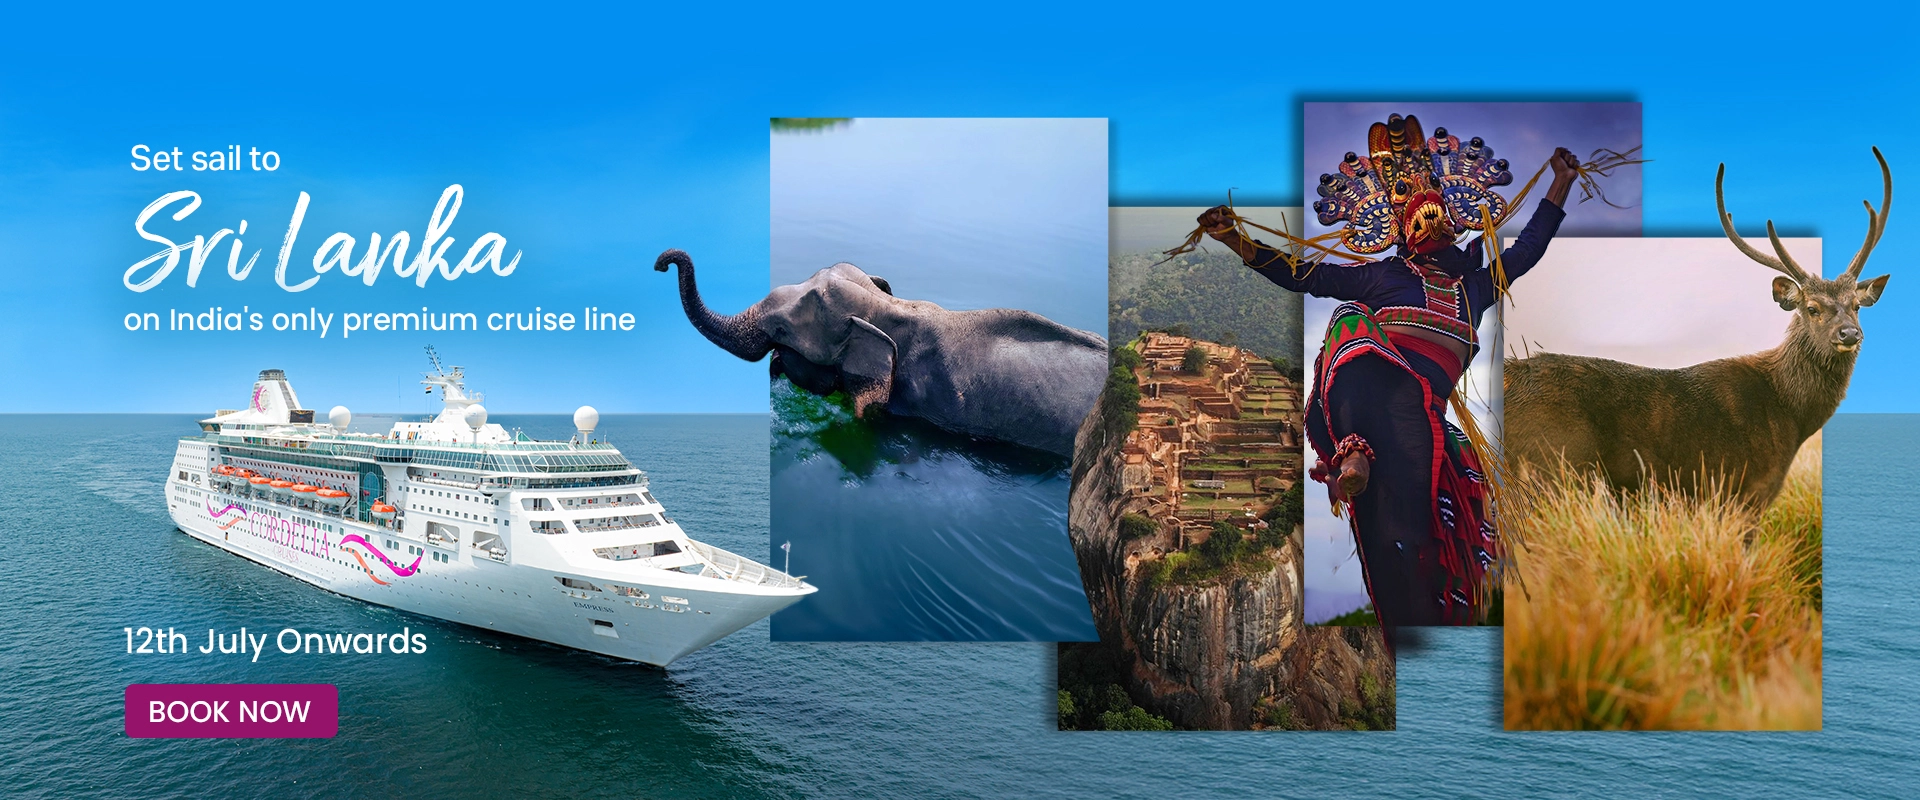 Set sail to
Sri Lanka
on India's only premium cruise line
CORDELIA
CRUISES
EMPRESS
12th July Onwards
BOOK NOW